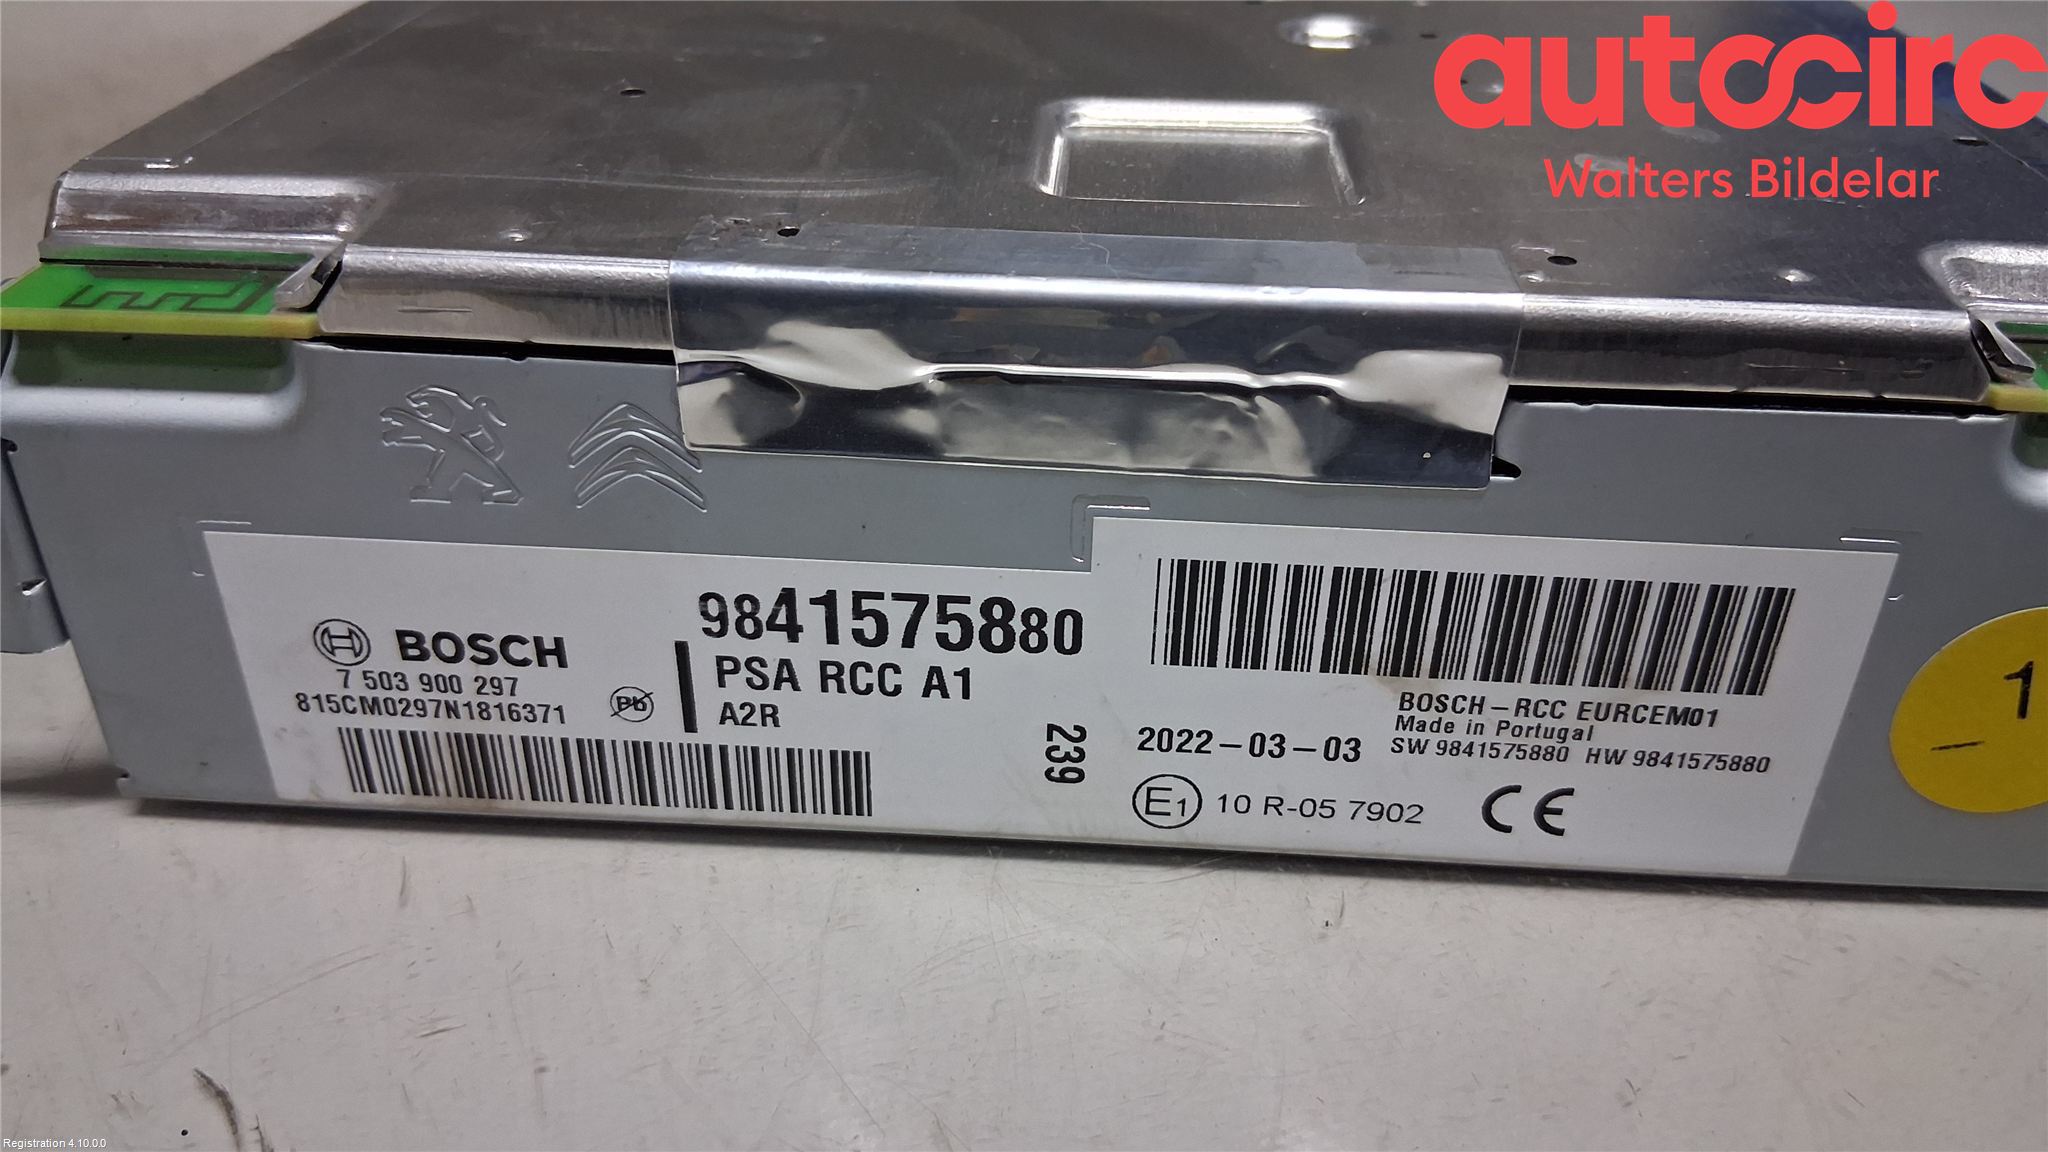 autocirc
Walters Bildelar
BOSCH
7 503 900 297
815CM0297N1816371
Pb
9841575880
PSA RCC A1
A2R
239
BOSCH-RCC EURCEM01
Made in Portugal
2022-03-03
SW 9841575880 HW 9841575880
E1 10 R-05 7902
CE
1
Registration 4.10.0.0